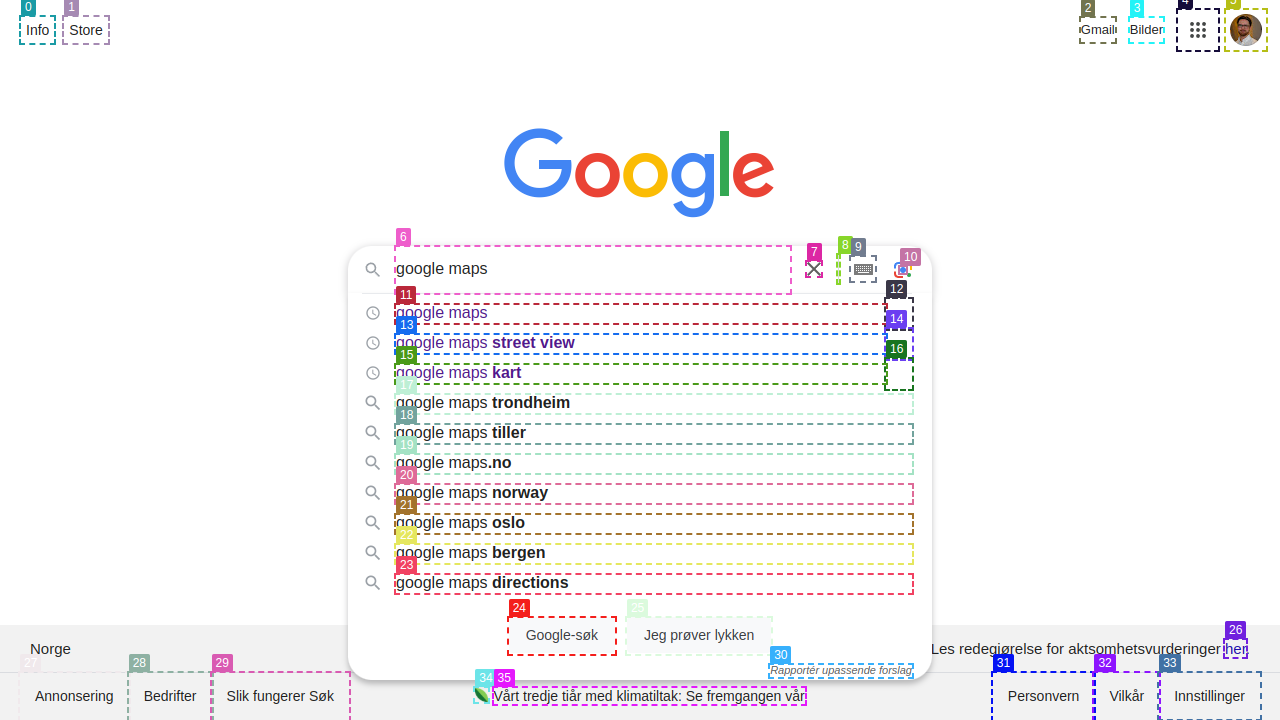 0 1 2 3 4 5
Info Store Gmail Bilder
Google
6 7 8 9 10
google maps
11 12
google maps
13 14
google maps street view
15 16
google maps kart
17
google maps trondheim
18
google maps tiller
19
google maps.no
20
google maps norway
21
google maps oslo
22
google maps bergen
23
google maps directions
24 25
Google-søk Jeg prøver lykken
26
Norge Les redegjørelse for aktsomhetsvurderinger her
27 28 29 30 31 32 33
Rapportér upassende forslag
34 35
Annonsering Bedrifter Slik fungerer Søk Vårt tredje tiår med klimatiltak: Se fremgangen vår Personvern Vilkår Innstillinger